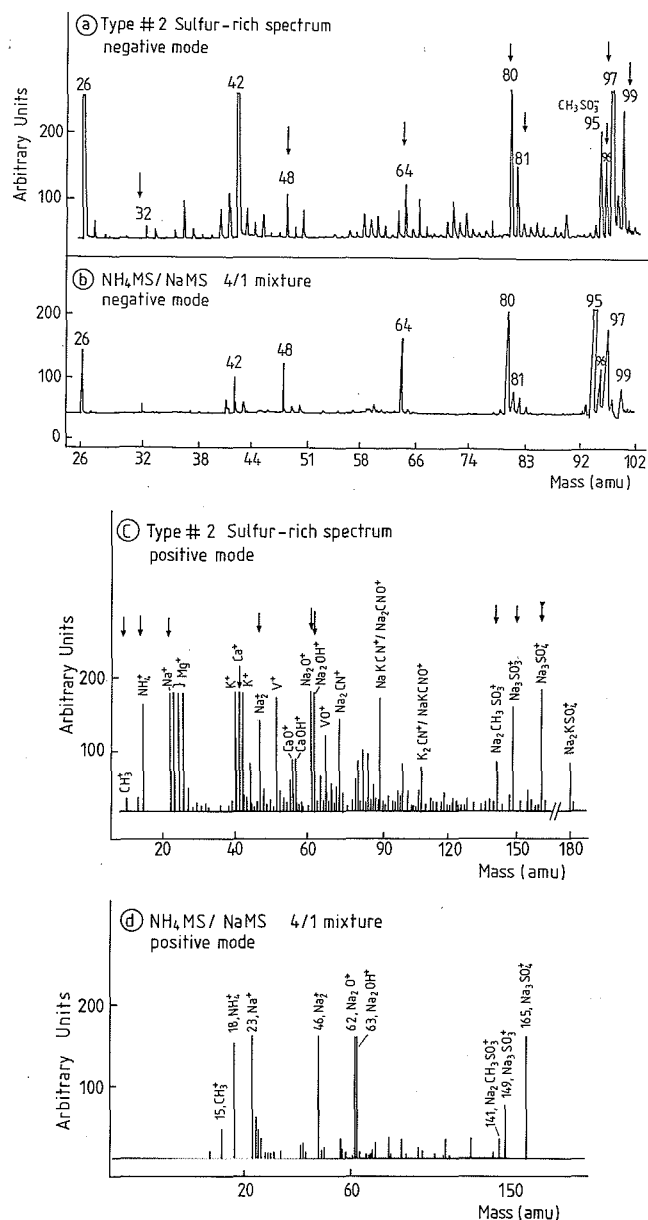 ⓐ Type # 2 Sulfur-rich spectrum
negative mode
Arbitrary Units
200
100
26
32
42
48
64
80
81
CH₃SO₃⁻
95
96
97
99
ⓑ NH₄MS/NaMS 4/1 mixture
negative mode
200
100
0
26
42
48
64
80
81
95
96
97
99
26 32 38 44 51 58 66 74 83 92 102
Mass (amu)
Ⓒ Type # 2 Sulfur-rich spectrum
positive mode
Arbitrary Units
200
100
CH₃⁺
NH₄⁺
Na⁺
} Mg⁺
K⁺
Ca⁺
K⁺
Na₂⁺
V⁺
CaO⁺
CaOH⁺
Na₂O⁺
Na₂OH⁺
VO⁺
Na₂CN⁺
NaKCN⁺/Na₂CNO⁺
K₂CN⁺/NaKCNO⁺
Na₂CH₃SO₃⁺
Na₃SO₃⁺
Na₃SO₄⁺
Na₂KSO₄⁺
20 40 60 90 120 150 180
Mass (amu)
ⓓ NH₄MS/NaMS 4/1 mixture
positive mode
Arbitrary Units
200
100
15, CH₃⁺
18, NH₄⁺
23, Na⁺
46, Na₂⁺
62, Na₂O⁺
63, Na₂OH⁺
141, Na₂CH₃SO₃⁺
149, Na₃SO₃⁺
165, Na₃SO₄⁺
20 60 150
Mass (amu)